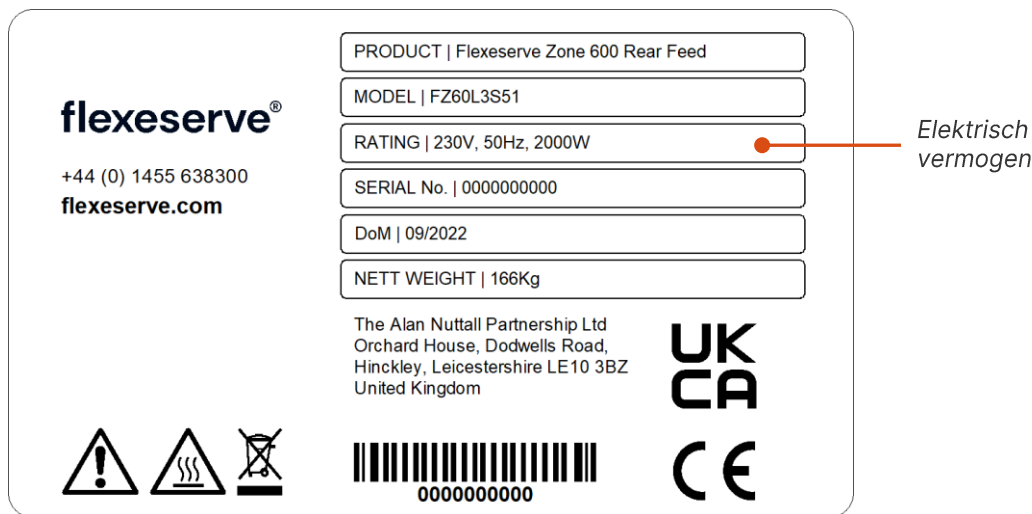 flexeserve®
+44 (0) 1455 638300
flexeserve.com
PRODUCT | Flexeserve Zone 600 Rear Feed
MODEL | FZ60L3S51
RATING | 230V, 50Hz, 2000W
SERIAL No. | 0000000000
DoM | 09/2022
NETT WEIGHT | 166Kg
Elektrisch
vermogen
The Alan Nuttall Partnership Ltd
Orchard House, Dodwells Road,
Hinckley, Leicestershire LE10 3BZ
United Kingdom
UK
CA
0000000000
CE